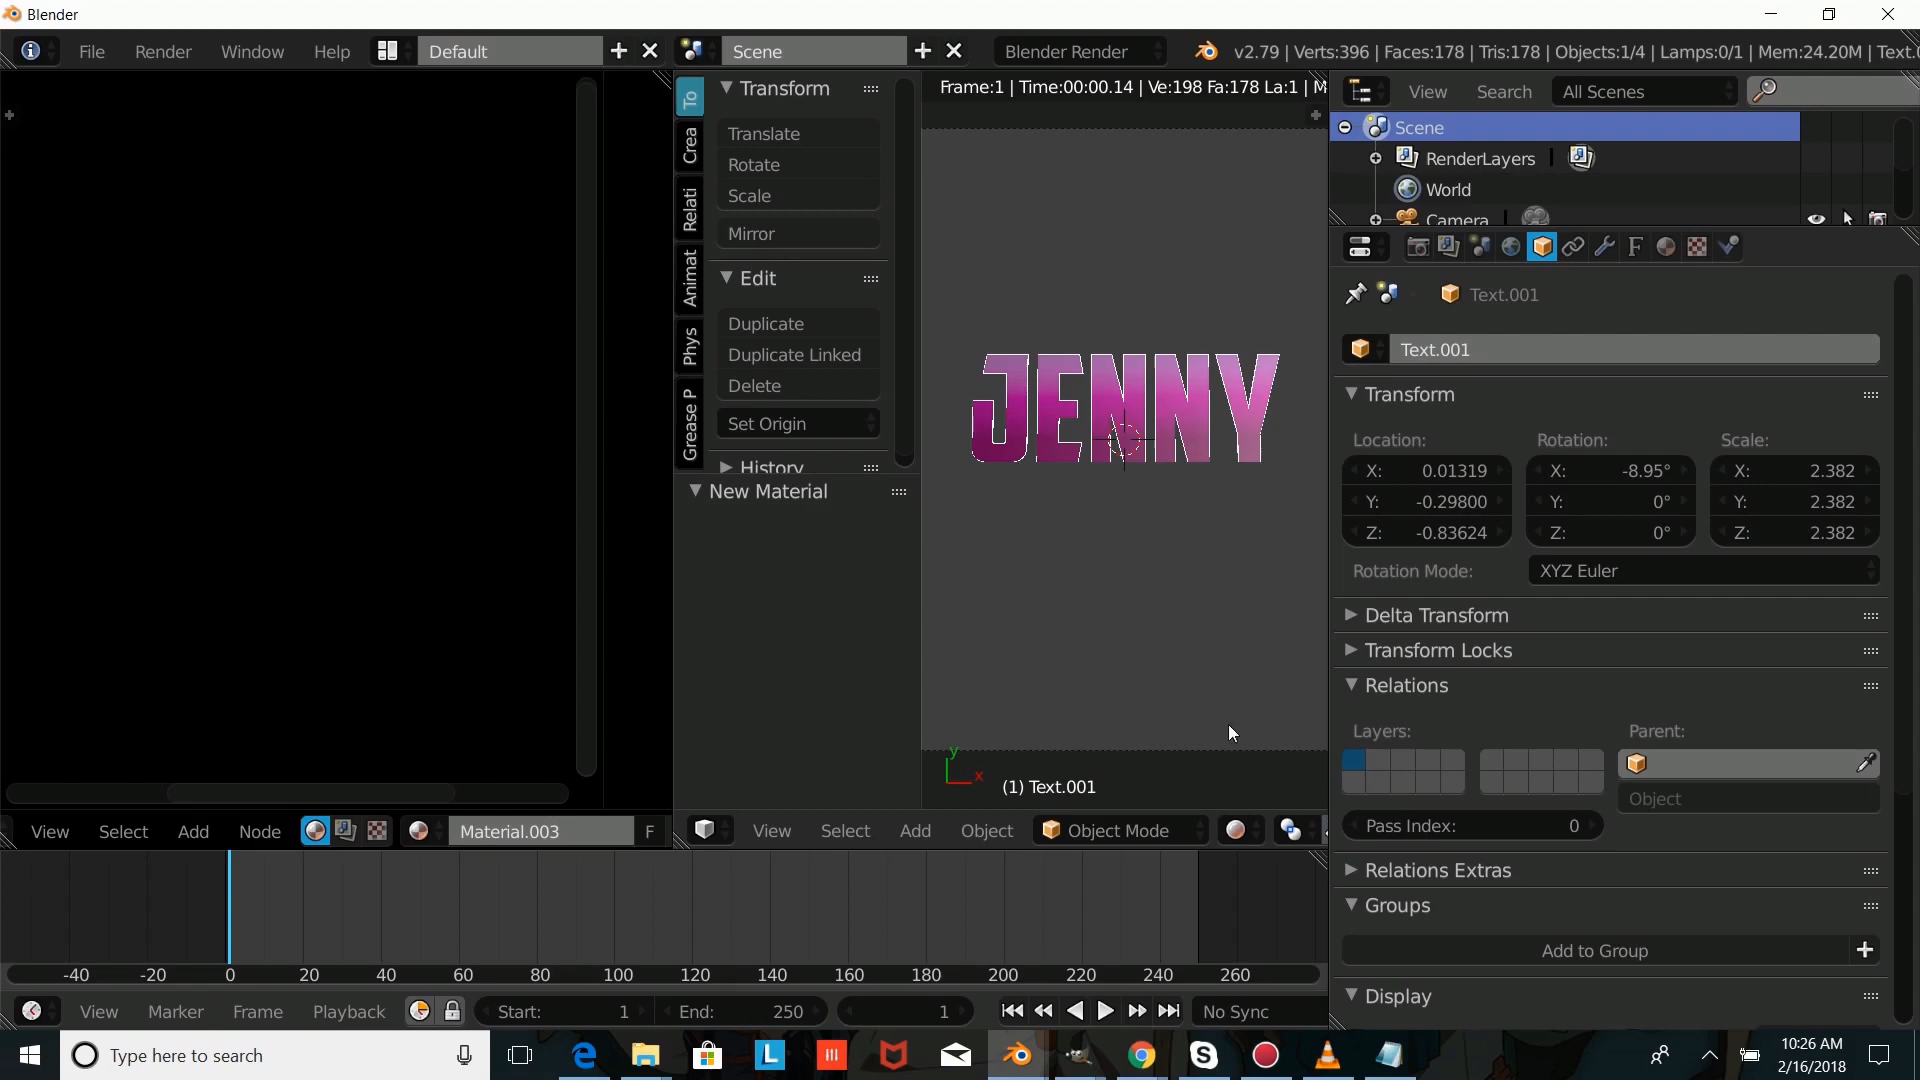 Blender
File Render Window Help Default Scene Blender Render v2.79 | Verts:396 | Faces:178 | Tris:178 | Objects:1/4 | Lamps:0/1 | Mem:24.20M | Text.0
To
Crea
Relati
Animat
Phys
Grease P
Transform
Translate
Rotate
Scale
Mirror
Edit
Duplicate
Duplicate Linked
Delete
Set Origin
History
New Material
Frame:1 | Time:00:00.14 | Ve:198 Fa:178 La:1 | M
JENNY
y
x
(1) Text.001
View Search All Scenes
Scene
RenderLayers
World
Camera
F
Text.001
Text.001
Transform
Location: Rotation: Scale:
X: 0.01319 X: -8.95° X: 2.382
Y: -0.29800 Y: 0° Y: 2.382
Z: -0.83624 Z: 0° Z: 2.382
Rotation Mode: XYZ Euler
Delta Transform
Transform Locks
Relations
Layers: Parent:
Object
Pass Index: 0
Relations Extras
Groups
Add to Group
Display
View Select Add Node Material.003 F
View Select Add Object Object Mode
-40 -20 0 20 40 60 80 100 120 140 160 180 200 220 240 260
View Marker Frame Playback Start: 1 End: 250 1 No Sync
Type here to search
L
10:26 AM
2/16/2018